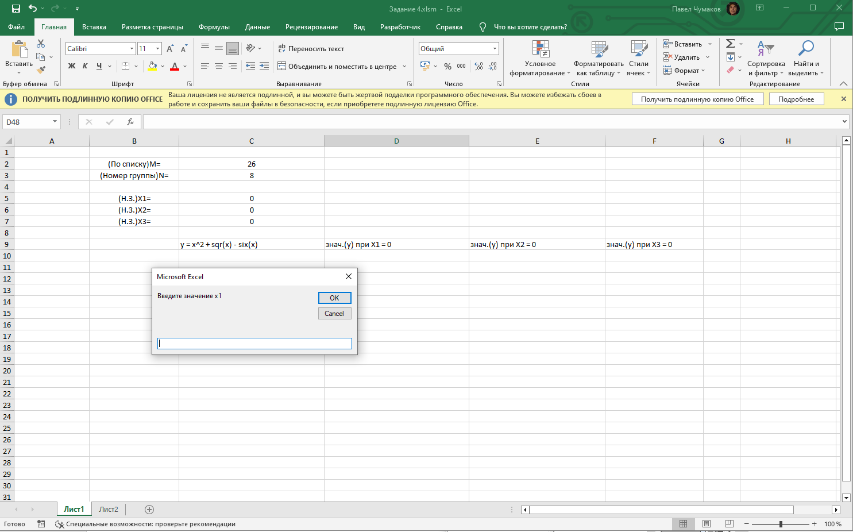 Задание 4.xlsm - Excel
Павел Чумаков
Файл Главная Вставка Разметка страницы Формулы Данные Рецензирование Вид Разработчик Справка Что вы хотите сделать?
Вставить
Буфер обмена
Calibri 11
Ж К Ч
Шрифт
Переносить текст
Объединить и поместить в центре
Выравнивание
Общий
% 000
Число
Условное форматирование
Форматировать как таблицу
Стили ячеек
Стили
Вставить
Удалить
Формат
Ячейки
Сортировка и фильтр
Найти и выделить
Редактирование
ПОЛУЧИТЬ ПОДЛИННУЮ КОПИЮ OFFICE
Ваша лицензия не является подлинной, и вы можете быть жертвой подделки программного обеспечения. Вы можете избежать сбоев в
работе и сохранить ваши файлы в безопасности, если приобретете подлинную лицензию Office.
Получить подлинную копию Office
Подробнее
D48 fx
A B C D E F G H
1
2 (По списку)M= 26
3 (Номер группы)N= 8
4
5 (Н.З.)X1= 0
6 (Н.З.)X2= 0
7 (Н.З.)X3= 0
8
9 y = x^2 + sqr(x) - six(x) знач.(y) при X1 = 0 знач.(y) при X2 = 0 знач.(y) при X3 = 0
10
11
12
13
14
15
16
17
18
19
20
21
22
23
24
25
26
27
28
29
30
31
Microsoft Excel
Введите значение x1
OK
Cancel
Лист1 Лист2
Готово
Специальные возможности: проверьте рекомендации
100 %